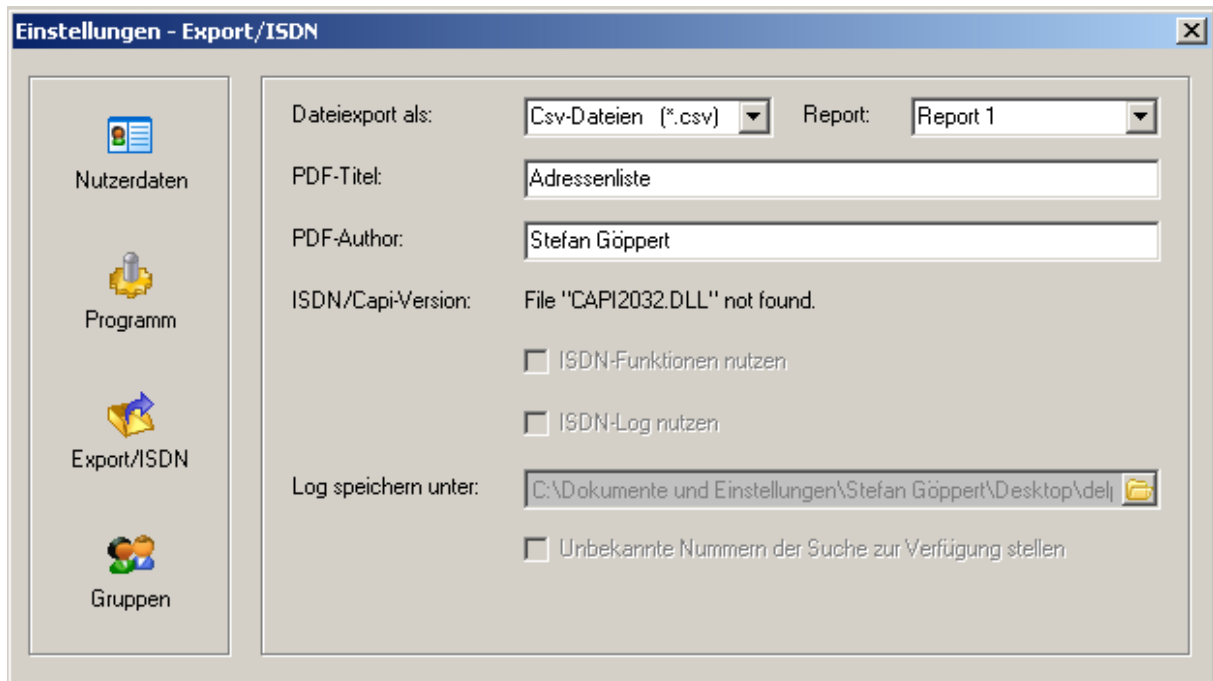 Einstellungen - Export/ISDN
Nutzerdaten
Programm
Export/ISDN
Gruppen
Dateiexport als: Csv-Dateien (*.csv) Report: Report 1
PDF-Titel: Adressenliste
PDF-Author: Stefan Göppert
ISDN/Capi-Version: File "CAPI2032.DLL" not found.
ISDN-Funktionen nutzen
ISDN-Log nutzen
Log speichern unter: C:\Dokumente und Einstellungen\Stefan Göppert\Desktop\del
Unbekannte Nummern der Suche zur Verfügung stellen